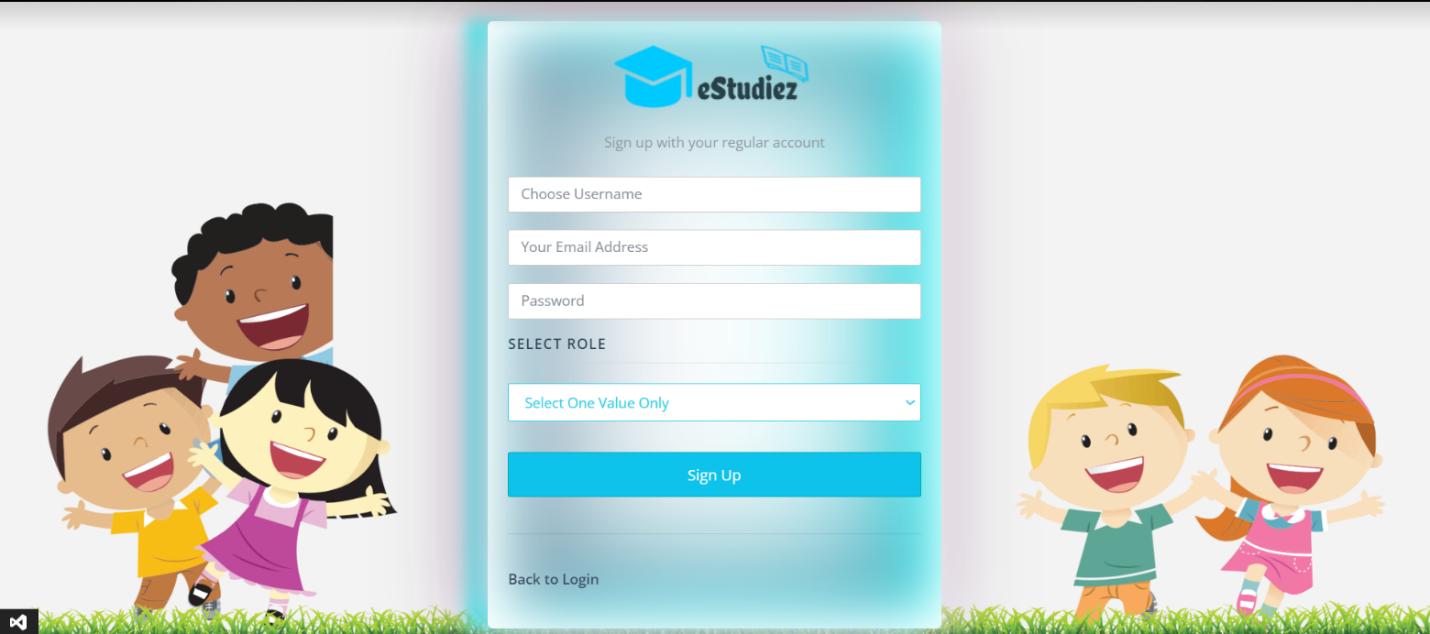 eStudiez
Sign up with your regular account
Choose Username
Your Email Address
Password
SELECT ROLE
Select One Value Only
Sign Up
Back to Login